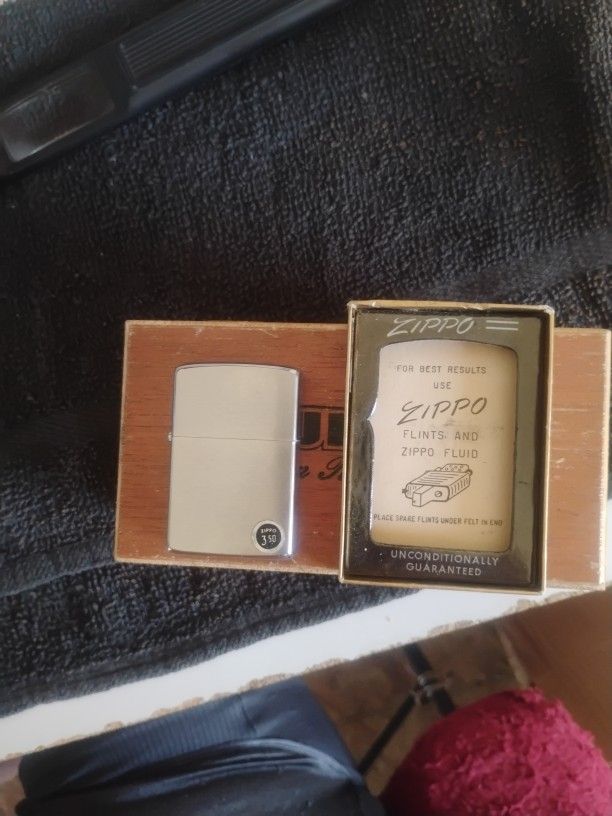 ZIPPO
FOR BEST RESULTS
USE
ZIPPO
FLINTS AND
ZIPPO FLUID
PLACE SPARE FLINTS UNDER FELT IN END
UNCONDITIONALLY
GUARANTEED
ZIPPO
3.50